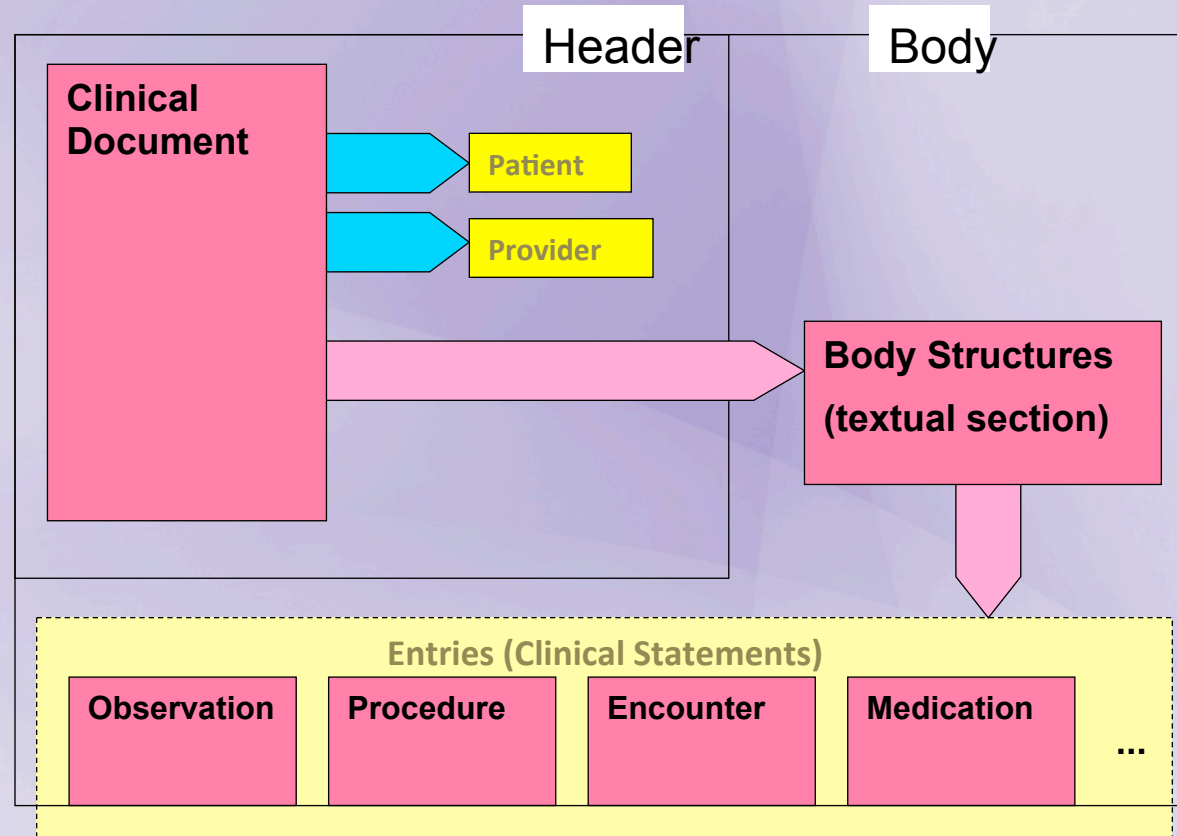 Header
Body
Clinical
Document
Patient
Provider
Body Structures
(textual section)
Entries (Clinical Statements)
Observation
Procedure
Encounter
Medication
...